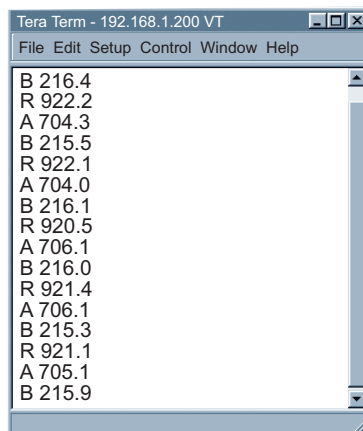 Tera Term - 192.168.1.200 VT
File Edit Setup Control Window Help
B 216.4
R 922.2
A 704.3
B 215.5
R 922.1
A 704.0
B 216.1
R 920.5
A 706.1
B 216.0
R 921.4
A 706.1
B 215.3
R 921.1
A 705.1
B 215.9